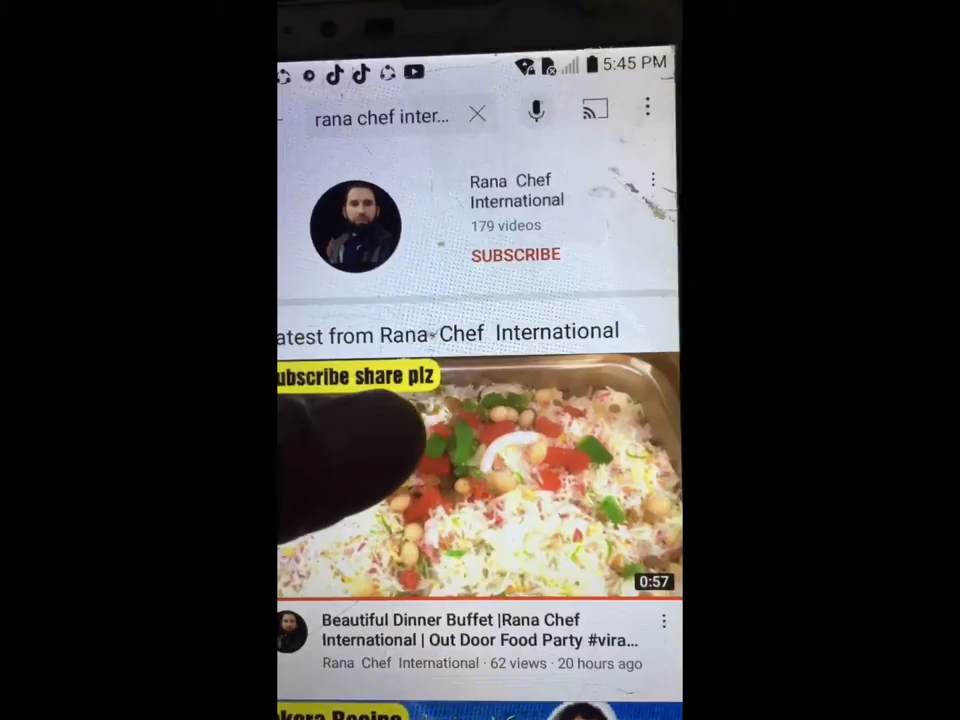 5:45 PM
rana chef inter...
Rana Chef
International
179 videos
SUBSCRIBE
atest from Rana Chef International
ubscribe share plz
0:57
Beautiful Dinner Buffet |Rana Chef
International | Out Door Food Party #vira...
Rana Chef International · 62 views · 20 hours ago